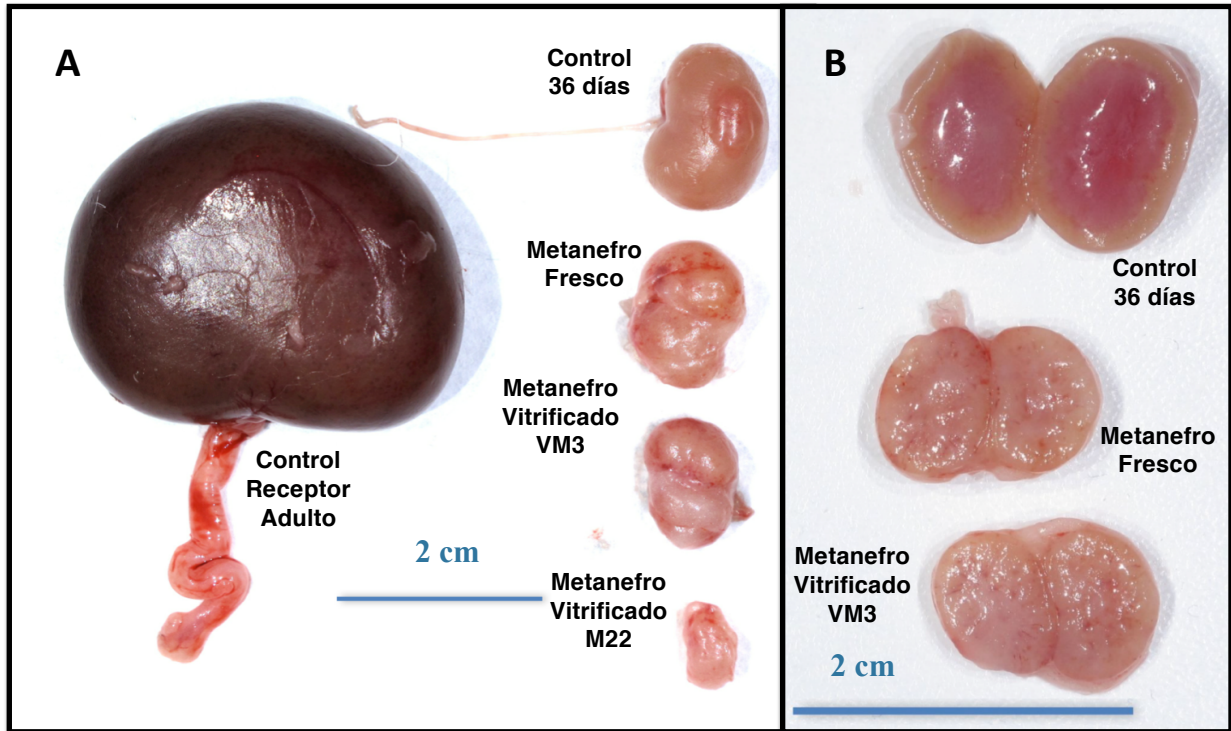 A
Control
36 días
Metanefro
Fresco
Metanefro
Vitrificado
VM3
Control
Receptor
Adulto
2 cm
Metanefro
Vitrificado
M22
B
Control
36 días
Metanefro
Fresco
Metanefro
Vitrificado
VM3
2 cm